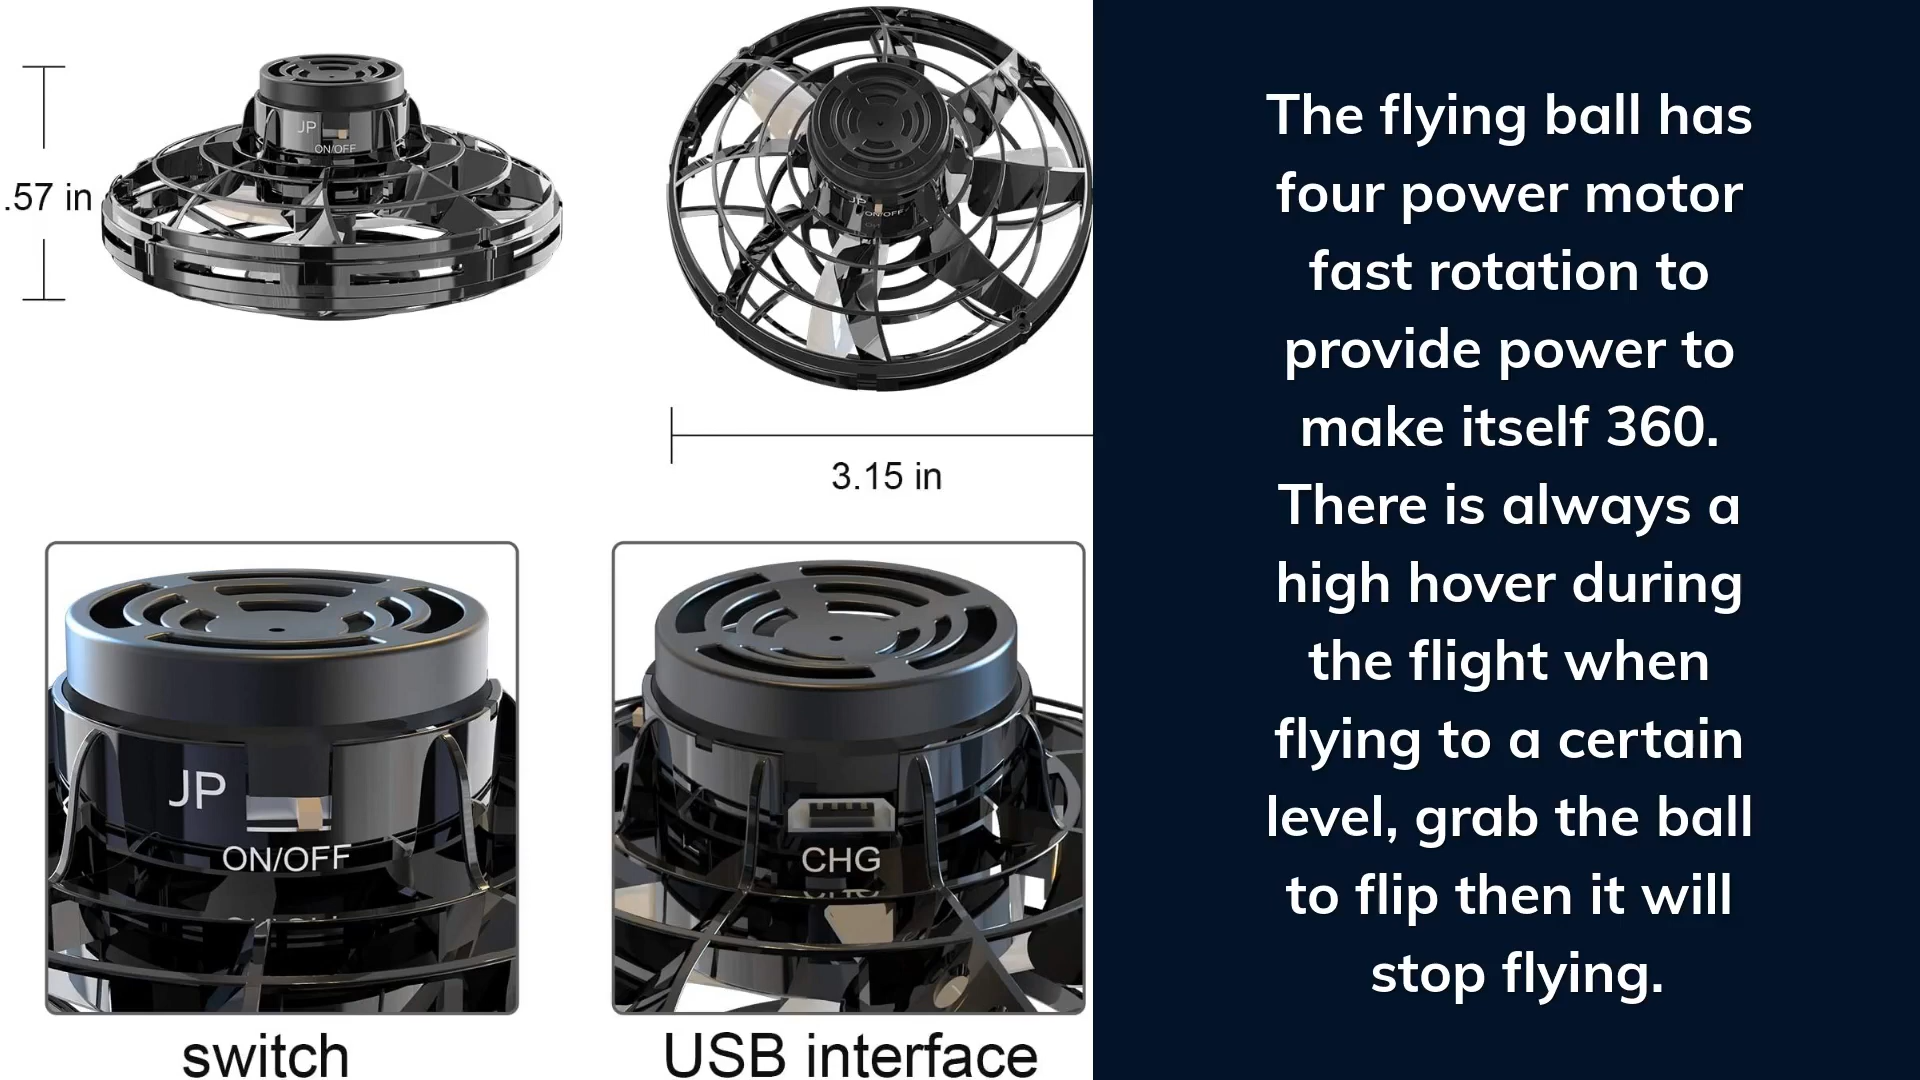 .57 in
JP
ON/OFF
JP
ON/OFF
3.15 in
JP
ON/OFF
switch
CHG
USB interface
The flying ball has
four power motor
fast rotation to
provide power to
make itself 360.
There is always a
high hover during
the flight when
flying to a certain
level, grab the ball
to flip then it will
stop flying.